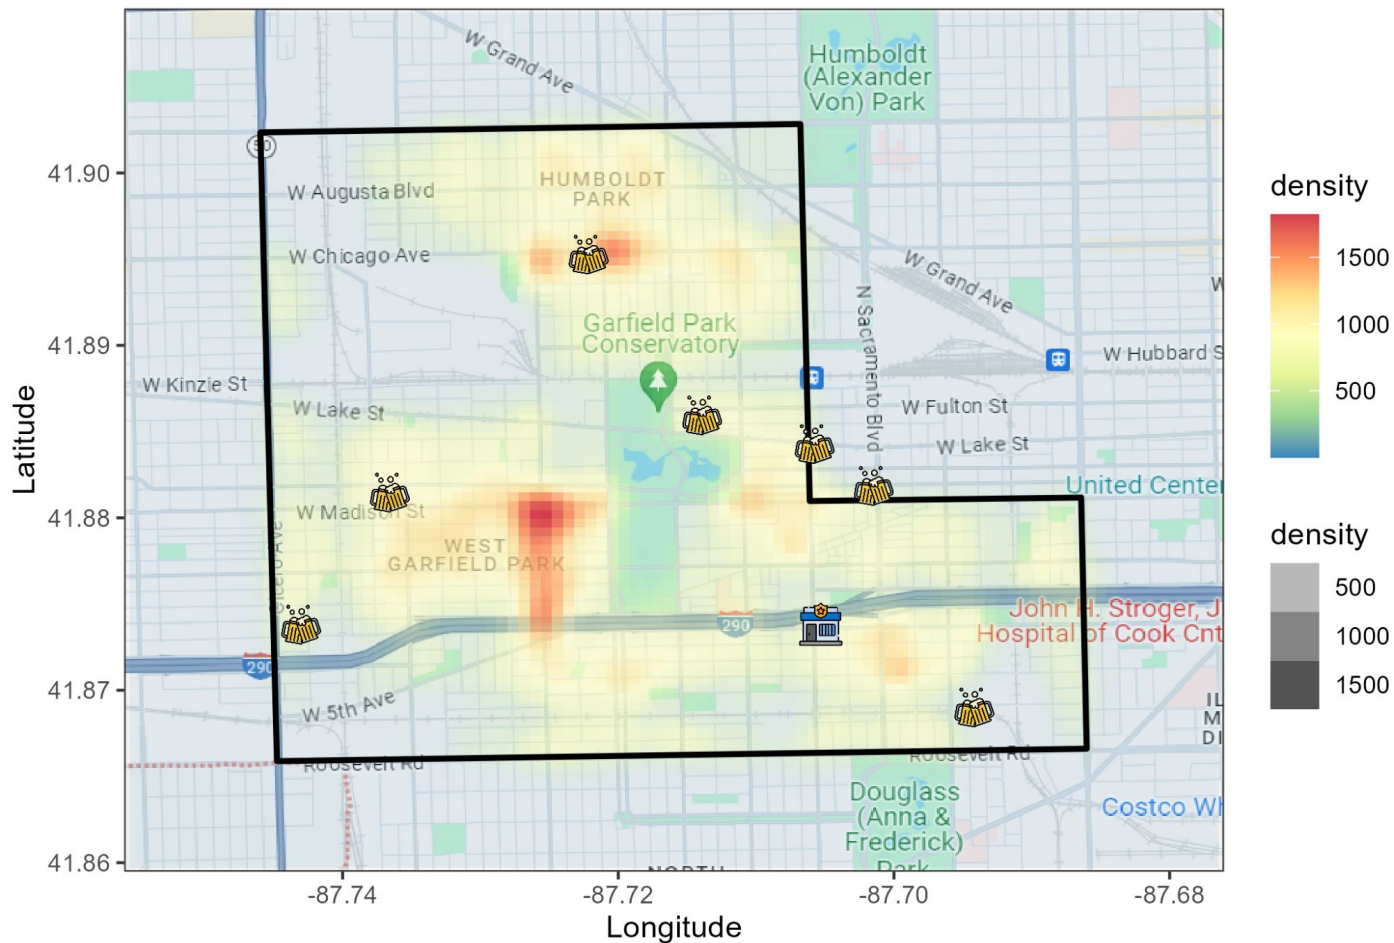 Humboldt
(Alexander
Von) Park
W Grand Ave
50
41.90
W Augusta Blvd
HUMBOLDT
PARK
W Chicago Ave
W Grand Ave
W
N Sacramento Blvd
Garfield Park
Conservatory
41.89
W Hubbard S
W Kinzie St
W Lake St
W Fulton St
W Lake St
United Center
41.88
W Madison St
WEST
GARFIELD PARK
290
John H. Stroger, J
Hospital of Cook Cnt
290
41.87
W 5th Ave
IL
M
DI
Roosevelt Rd
Roosevelt Rd
Douglass
(Anna &
Frederick)
Park
Costco Wh
41.86
NORTH
-87.74
-87.72
-87.70
-87.68
Longitude
Latitude
density
1500
1000
500
density
500
1000
1500